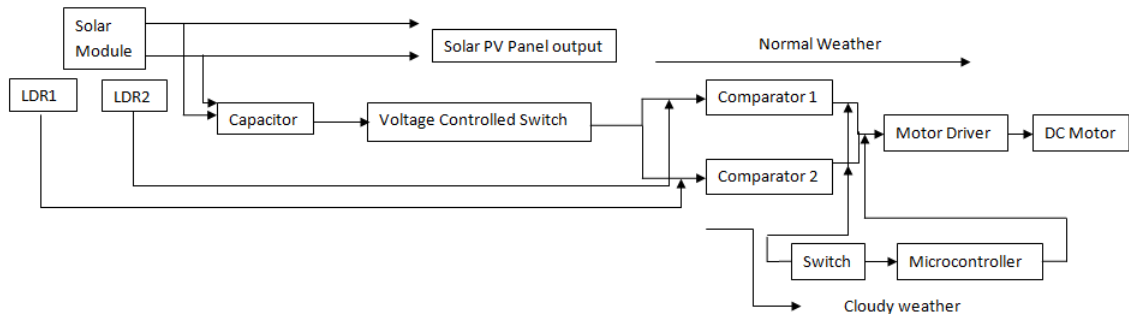 Solar
Module
Solar PV Panel output
Normal Weather
LDR1
LDR2
Capacitor
Voltage Controlled Switch
Comparator 1
Motor Driver
DC Motor
Comparator 2
Switch
Microcontroller
Cloudy weather